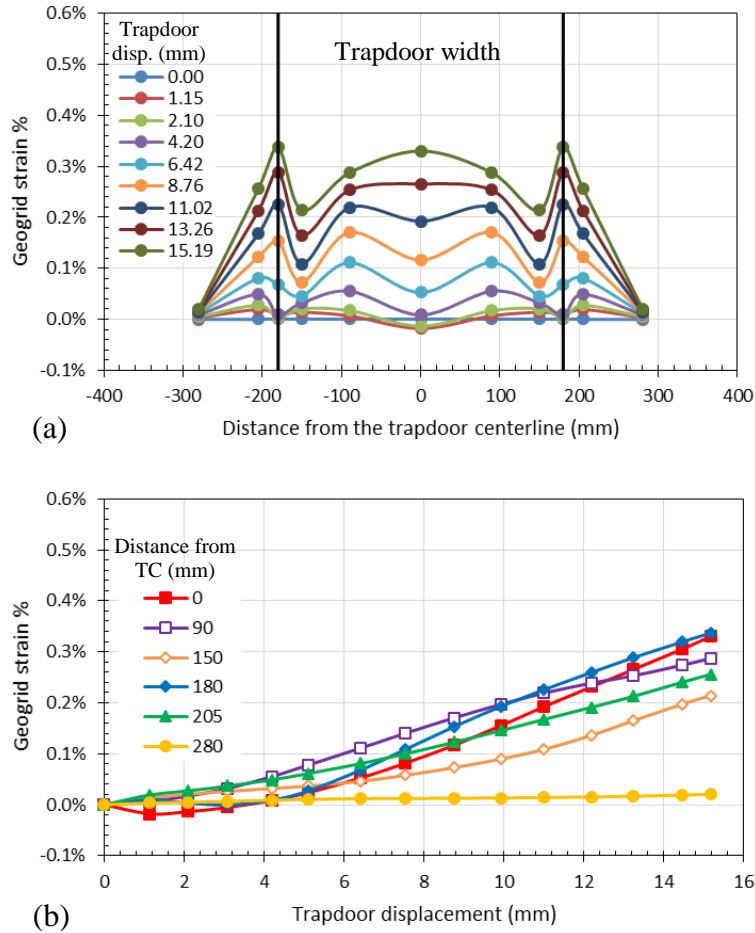 0.6%
Trapdoor
disp. (mm)
Trapdoor width
0.5%
0.00
1.15
0.4%
2.10
4.20
0.3%
6.42
8.76
0.2%
11.02
13.26
0.1%
15.19
0.0%
-0.1%
Geogrid strain %
-400 -300 -200 -100 0 100 200 300 400
(a)
Distance from the trapdoor centerline (mm)
0.6%
0.5%
Distance from
TC (mm)
0.4%
0
90
0.3%
150
180
0.2%
205
280
0.1%
0.0%
-0.1%
Geogrid strain %
0 2 4 6 8 10 12 14 16
(b)
Trapdoor displacement (mm)